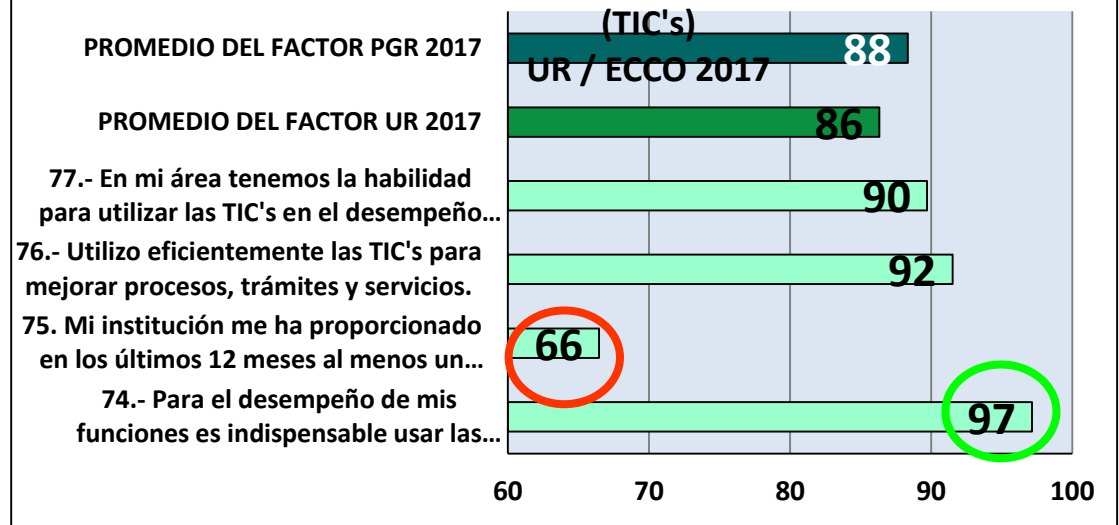 (TIC's)
UR / ECCO 2017
PROMEDIO DEL FACTOR PGR 2017
88
PROMEDIO DEL FACTOR UR 2017
86
77.- En mi área tenemos la habilidad
para utilizar las TIC's en el desempeño...
90
76.- Utilizo eficientemente las TIC's para
mejorar procesos, trámites y servicios.
92
75. Mi institución me ha proporcionado
en los últimos 12 meses al menos un...
66
74.- Para el desempeño de mis
funciones es indispensable usar las...
97
60 70 80 90 100